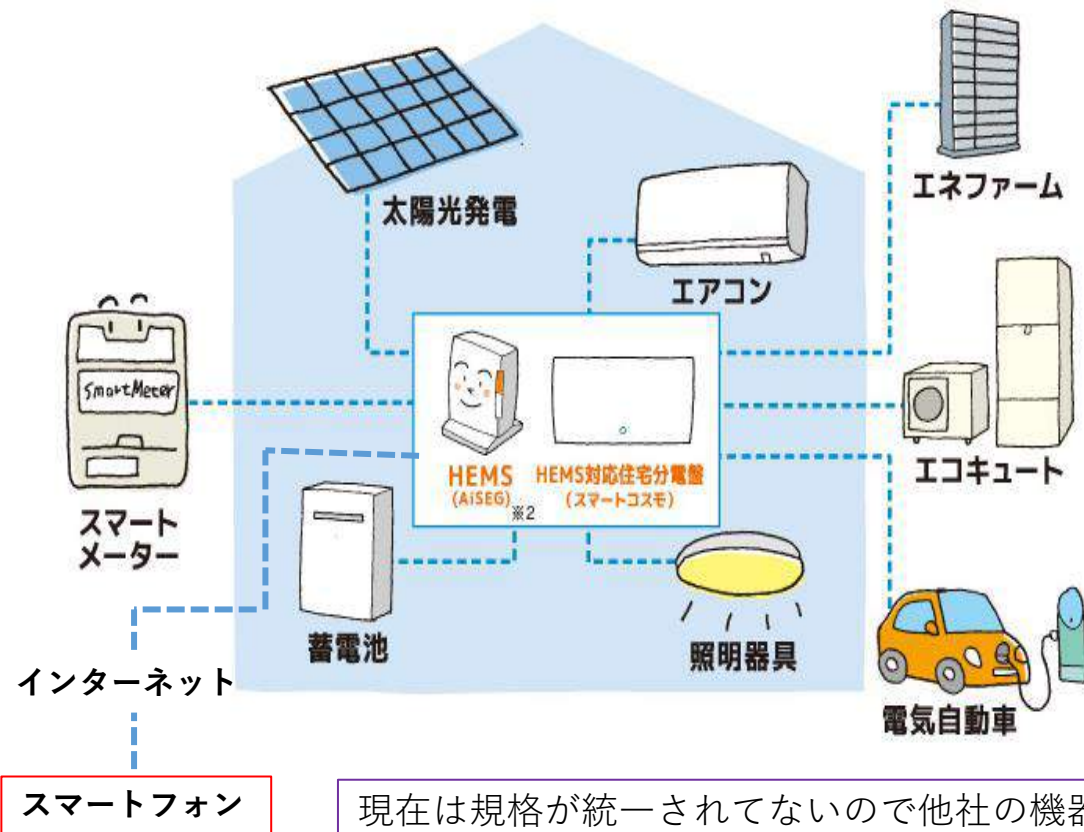 太陽光発電
エネファーム
エアコン
SmartMeter
スマート
メーター
HEMS
(AiSEG)
※2
HEMS対応住宅分電盤
(スマートコスモ)
エコキュート
蓄電池
照明器具
電気自動車
インターネット
スマートフォン
現在は規格が統一されてないので他社の機器